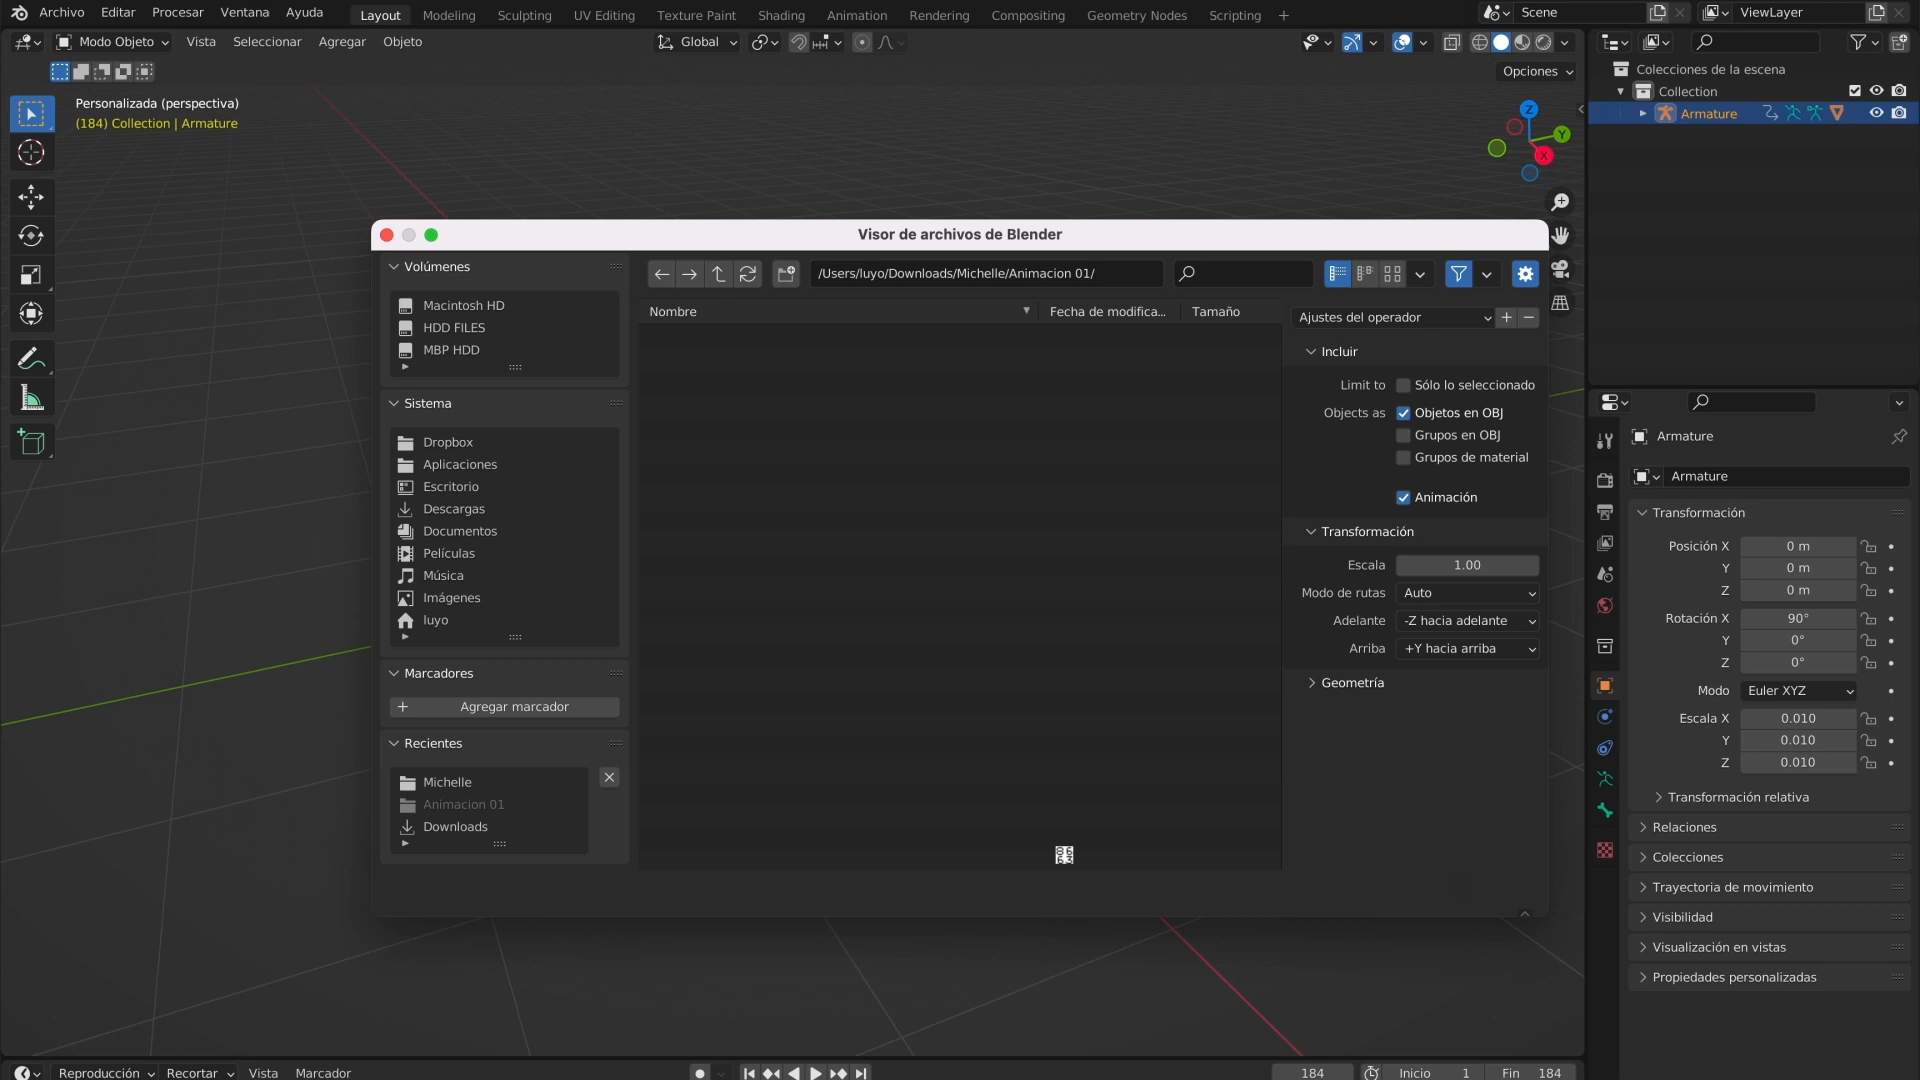 Archivo Editar Procesar Ventana Ayuda Layout Modeling Sculpting UV Editing Texture Paint Shading Animation Rendering Compositing Geometry Nodes Scripting + Scene ViewLayer
Modo Objeto Vista Seleccionar Agregar Objeto Global
Opciones
Personalizada (perspectiva)
(184) Collection | Armature
Z
Y
X
Colecciones de la escena
Collection
Armature
Visor de archivos de Blender
Volúmenes
Macintosh HD
HDD FILES
MBP HDD
Sistema
Dropbox
Aplicaciones
Escritorio
Descargas
Documentos
Películas
Música
Imágenes
luyo
Marcadores
+ Agregar marcador
Recientes
Michelle
Animacion 01
Downloads
/Users/luyo/Downloads/Michelle/Animacion 01/
Nombre Fecha de modifica... Tamaño
86
63
Ajustes del operador + −
Incluir
Limit to Sólo lo seleccionado
Objects as Objetos en OBJ
Grupos en OBJ
Grupos de material
Animación
Transformación
Escala 1.00
Modo de rutas Auto
Adelante -Z hacia adelante
Arriba +Y hacia arriba
Geometría
Armature
Armature
Transformación
Posición X 0 m
Y 0 m
Z 0 m
Rotación X 90°
Y 0°
Z 0°
Modo Euler XYZ
Escala X 0.010
Y 0.010
Z 0.010
Transformación relativa
Relaciones
Colecciones
Trayectoria de movimiento
Visibilidad
Visualización en vistas
Propiedades personalizadas
Reproducción Recortar Vista Marcador 184 Inicio 1 Fin 184